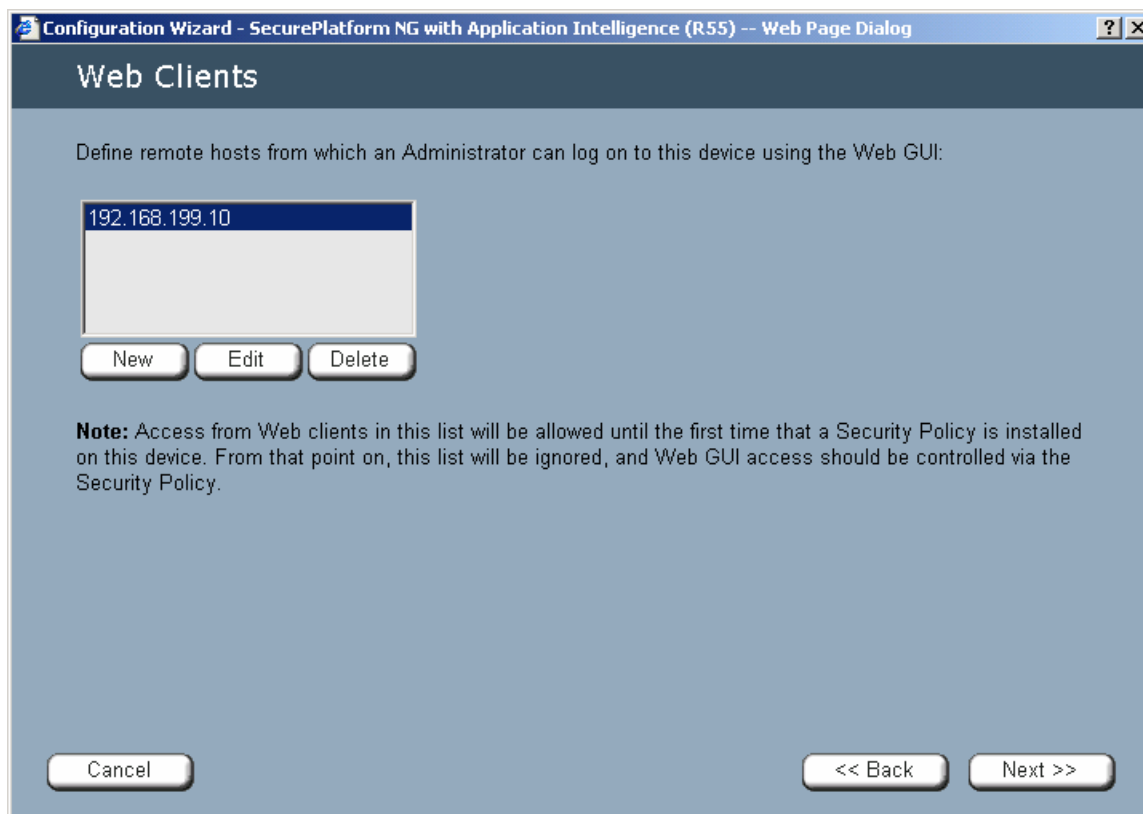 Configuration Wizard - SecurePlatform NG with Application Intelligence (R55) -- Web Page Dialog
Web Clients
Define remote hosts from which an Administrator can log on to this device using the Web GUI:
192.168.199.10
New Edit Delete
Note: Access from Web clients in this list will be allowed until the first time that a Security Policy is installed
on this device. From that point on, this list will be ignored, and Web GUI access should be controlled via the
Security Policy.
Cancel << Back Next >>